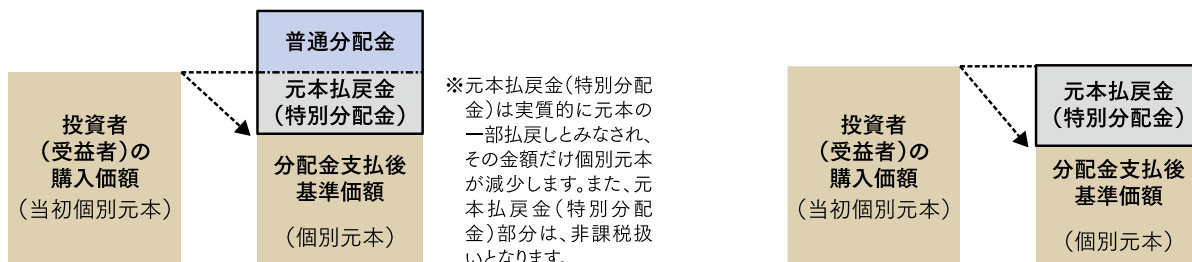 普通分配金
元本払戻金
（特別分配金）
投資者
（受益者）の
購入価額
（当初個別元本）
分配金支払後
基準価額
（個別元本）
※元本払戻金（特別分配
金）は実質的に元本の
一部払戻しとみなされ、
その金額だけ個別元本
が減少します。また、元
本払戻金（特別分配
金）部分は、非課税扱
いとなります。
元本払戻金
（特別分配金）
投資者
（受益者）の
購入価額
（当初個別元本）
分配金支払後
基準価額
（個別元本）